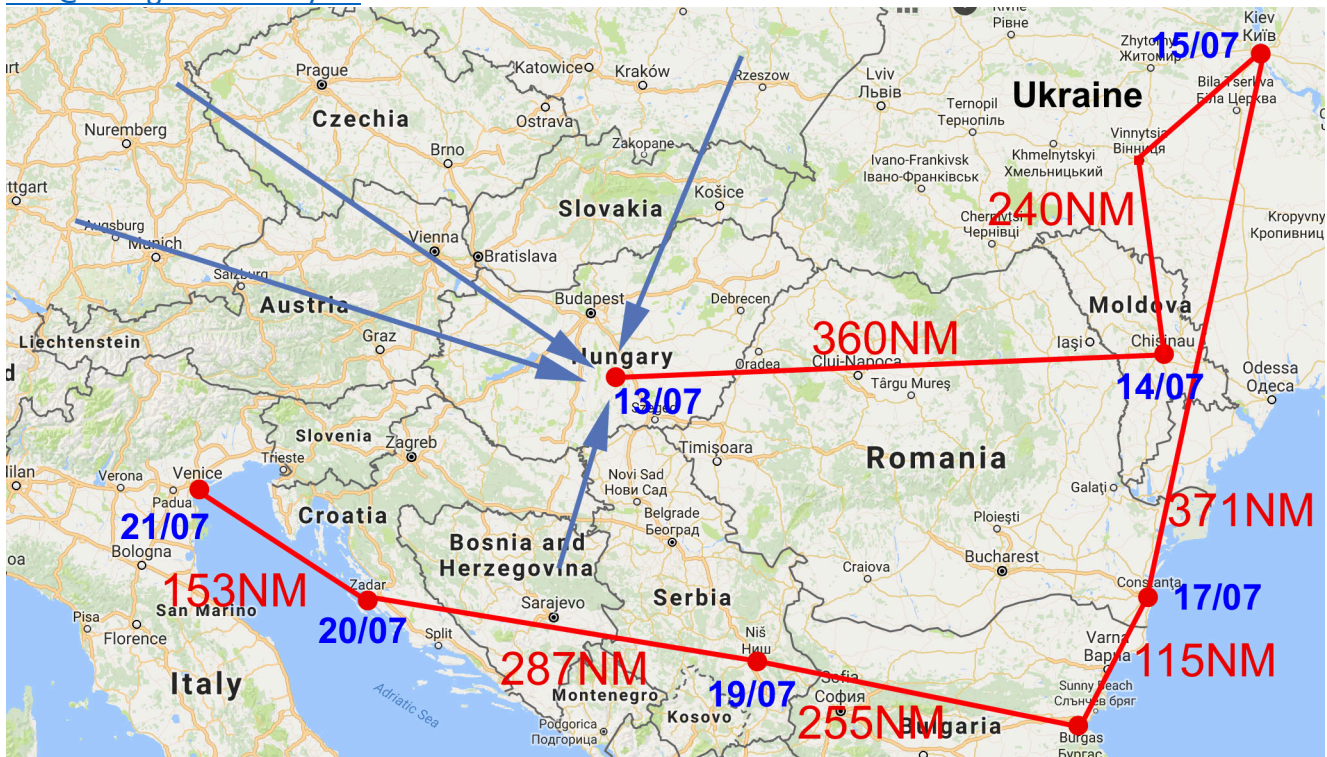 Kiev
Київ
Рівне
Zhytomyr
Житомир
15/07
Prague
Katowice
Kraków
Rzeszow
Lviv
Львів
Bila Tserkva
Біла Церква
Ukraine
Czechia
Ostrava
Ternopil
Тернопіль
Nuremberg
Vinnytsia
Вінниця
Brno
Zakopane
Ivano-Frankivsk
Івано-Франківськ
Khmelnytskyi
Хмельницький
Košice
Slovakia
240NM
Chernivtsi
Чернівці
Augsburg
Munich
Vienna
Bratislava
Salzburg
Austria
Budapest
Debrecen
Moldova
Liechtenstein
Graz
Hungary
360NM
Oradea
Cluj-Napoca
Iași
Chisinau
Târgu Mureș
14/07
Odessa
Одеса
13/07
Szeged
Slovenia
Zagreb
Timișoara
Romania
Trieste
Verona
Venice
Padua
Novi Sad
Нови Сад
Galați
371NM
21/07
Croatia
Belgrade
Београд
Ploiești
Bologna
Bosnia and
Herzegovina
Bucharest
Craiova
Constanța
17/07
153NM
San Marino
Zadar
20/07
Sarajevo
Serbia
Pisa
Florence
Split
Niš
Ниш
Varna
Варна
115NM
Italy
287NM
Montenegro
19/07
Sofia
София
Sunny Beach
Слънчев бряг
Adriatic Sea
Podgorica
Подгорица
Kosovo
255NM
Bulgaria
Burgas
Бургас